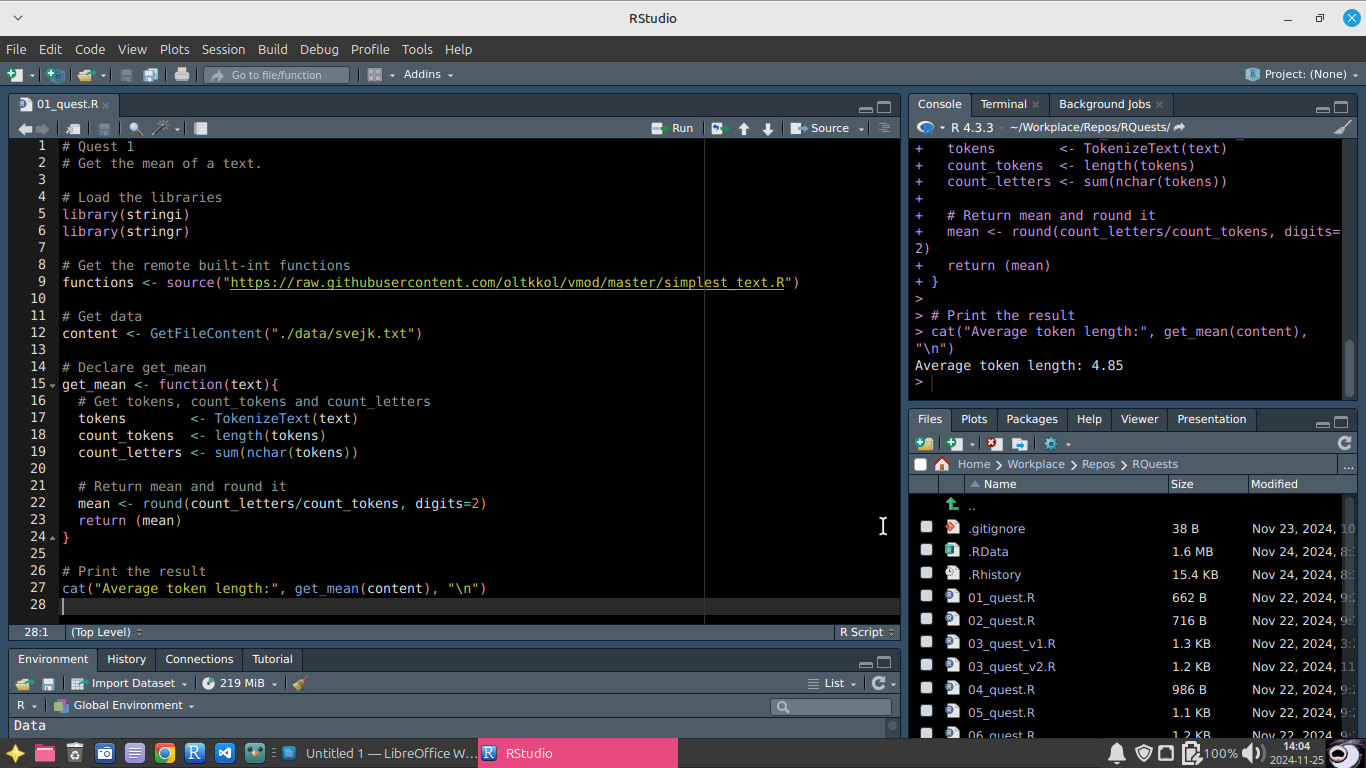 RStudio
File Edit Code View Plots Session Build Debug Profile Tools Help
Go to file/function Addins Project: (None)
01_quest.R
Run Source
1 # Quest 1
2 # Get the mean of a text.
3
4 # Load the libraries
5 library(stringi)
6 library(stringr)
7
8 # Get the remote built-int functions
9 functions <- source("https://raw.githubusercontent.com/oltkkol/vmod/master/simplest_text.R")
10
11 # Get data
12 content <- GetFileContent("./data/svejk.txt")
13
14 # Declare get_mean
15 get_mean <- function(text){
16 # Get tokens, count_tokens and count_letters
17 tokens <- TokenizeText(text)
18 count_tokens <- length(tokens)
19 count_letters <- sum(nchar(tokens))
20
21 # Return mean and round it
22 mean <- round(count_letters/count_tokens, digits=2)
23 return (mean)
24 }
25
26 # Print the result
27 cat("Average token length:", get_mean(content), "\n")
28
28:1 (Top Level) R Script
Environment History Connections Tutorial
Import Dataset 219 MiB List
R Global Environment
Data
Console Terminal Background Jobs
R 4.3.3 · ~/Workplace/Repos/RQuests/
+ tokens <- TokenizeText(text)
+ count_tokens <- length(tokens)
+ count_letters <- sum(nchar(tokens))
+
+ # Return mean and round it
+ mean <- round(count_letters/count_tokens, digits=
2)
+ return (mean)
+ }
>
> # Print the result
> cat("Average token length:", get_mean(content),
"\n")
Average token length: 4.85
>
Files Plots Packages Help Viewer Presentation
Home Workplace Repos RQuests ...
Name Size Modified
..
.gitignore 38 B Nov 23, 2024, 10
.RData 1.6 MB Nov 24, 2024, 8:
.Rhistory 15.4 KB Nov 24, 2024, 8:
01_quest.R 662 B Nov 22, 2024, 9:
02_quest.R 716 B Nov 22, 2024, 9:
03_quest_v1.R 1.3 KB Nov 22, 2024, 3:
03_quest_v2.R 1.2 KB Nov 22, 2024, 11
04_quest.R 986 B Nov 22, 2024, 9:
05_quest.R 1.1 KB Nov 22, 2024, 9:
06_quest.R 1.2 KB Nov 22, 2024, 9:
Untitled 1 — LibreOffice W... RStudio 100% 14:04
2024-11-25